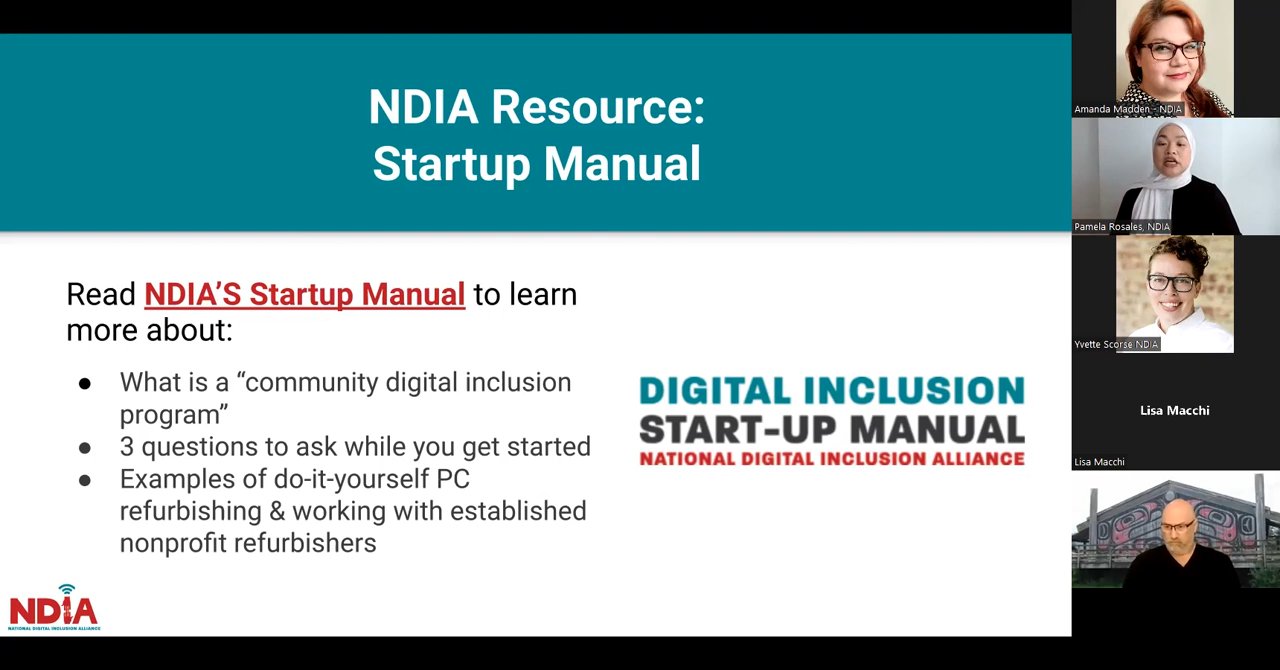 NDIA Resource:
Startup Manual
Read NDIA'S Startup Manual to learn
more about:
● What is a “community digital inclusion
program”
● 3 questions to ask while you get started
● Examples of do-it-yourself PC
refurbishing & working with established
nonprofit refurbishers
DIGITAL INCLUSION
START-UP MANUAL
NATIONAL DIGITAL INCLUSION ALLIANCE
NDIA
NATIONAL DIGITAL INCLUSION ALLIANCE
Amanda Madden - NDIA
Pamela Rosales, NDIA
Yvette Scorse NDIA
Lisa Macchi
Lisa Macchi